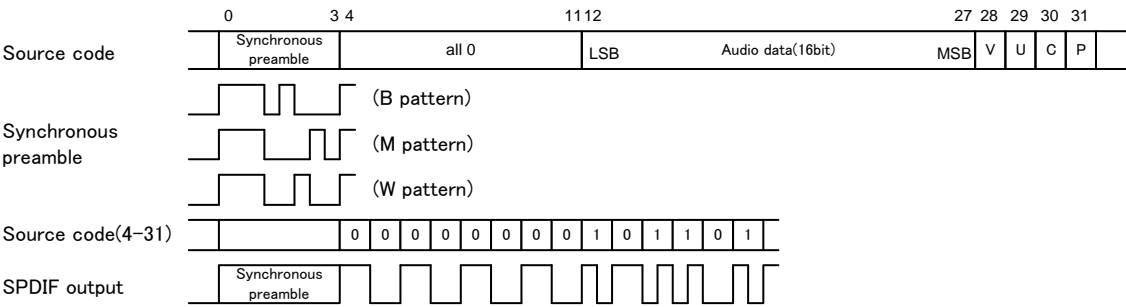 0 3 4 11 12 27 28 29 30 31
Source code
Synchronous
preamble
all 0
LSB Audio data(16bit) MSB V U C P
(B pattern)
Synchronous
preamble
(M pattern)
(W pattern)
Source code(4-31) 0 0 0 0 0 0 0 0 1 0 1 1 0 1
SPDIF output
Synchronous
preamble